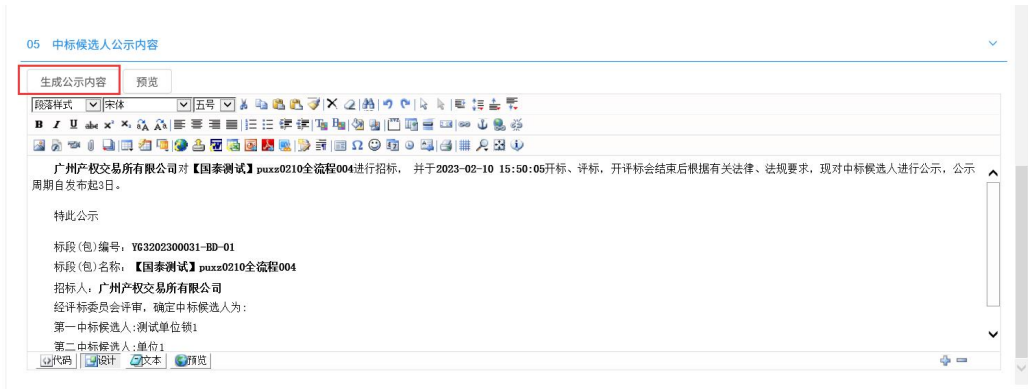 05 中标候选人公示内容
生成公示内容 预览
段落样式 宋体 五号
广州产权交易所有限公司对【国泰测试】puxz0210全流程004进行招标， 并于2023-02-10 15:50:05开标、评标，开评标会结束后根据有关法律、法规要求，现对中标候选人进行公示，公示
周期自发布起3日。
特此公示
标段(包)编号：YG3202300031-BD-01
标段(包)名称：【国泰测试】puxz0210全流程004
招标人：广州产权交易所有限公司
经评标委员会评审，确定中标候选人为:
第一中标候选人:测试单位锁1
第二中标候选人:单位1
代码 设计 文本 预览